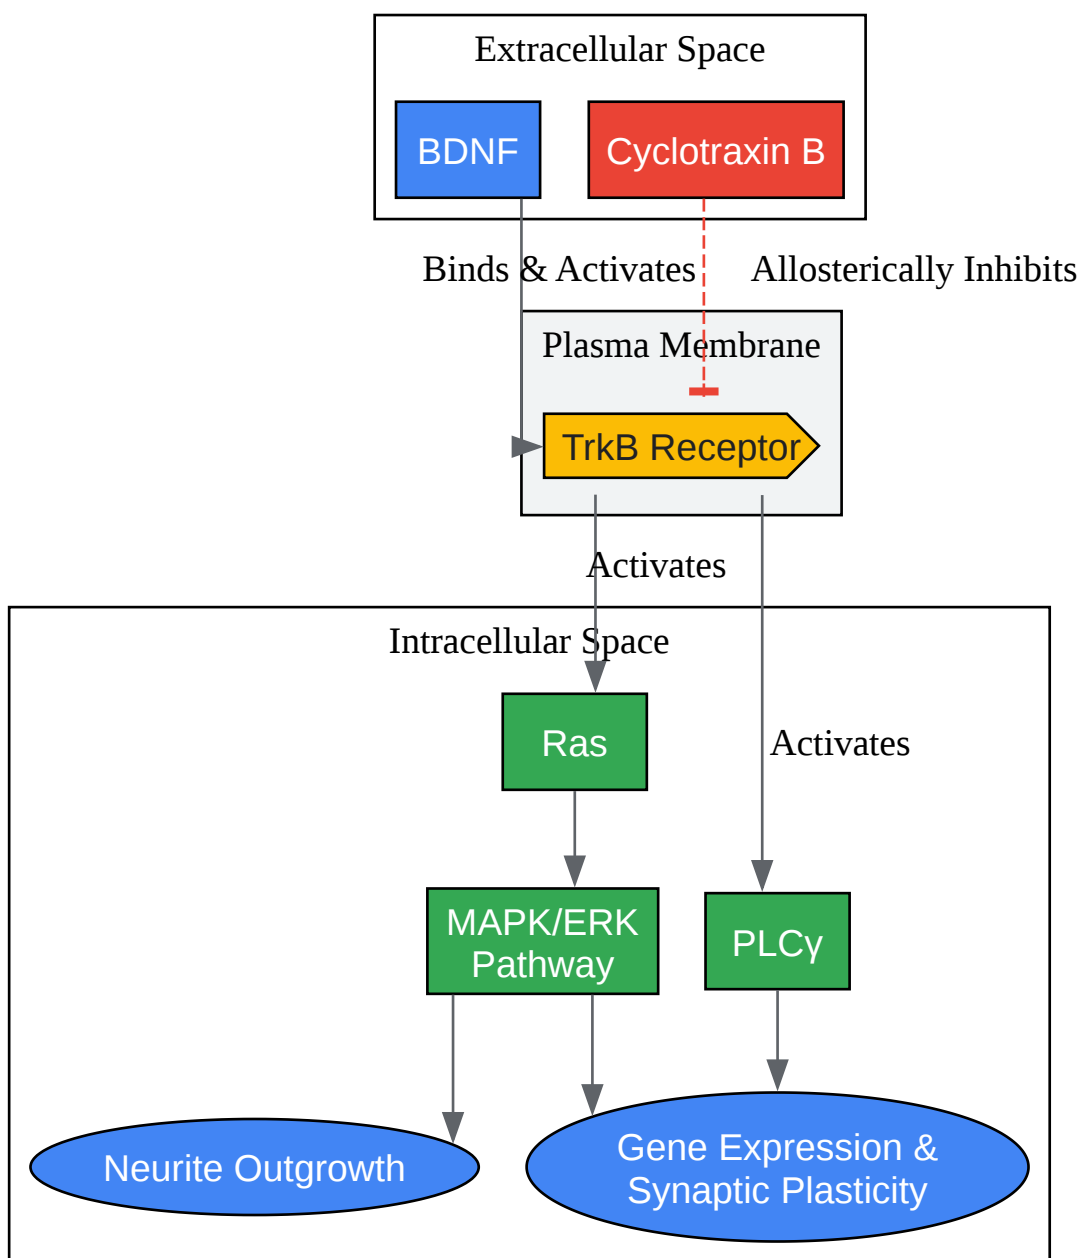 Extracellular Space
BDNF
Cyclotraxin B
Binds & Activates
Allosterically Inhibits
Plasma Membrane
TrkB Receptor
Activates
Intracellular Space
Ras
Activates
MAPK/ERK
Pathway
PLCγ
Neurite Outgrowth
Gene Expression &
Synaptic Plasticity